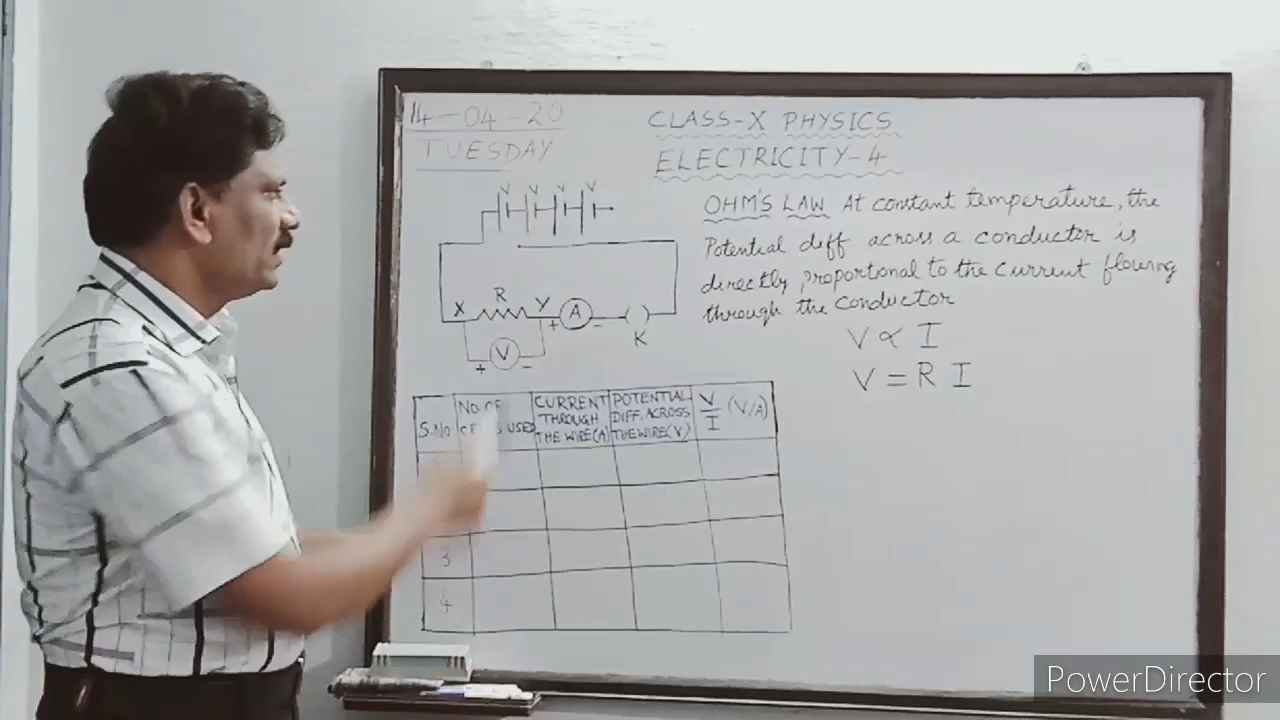 14-04-20
TUESDAY
CLASS-X PHYSICS
ELECTRICITY-4
V V V V
X R Y A K
+ -
V
+ -
OHM'S LAW At constant temperature, the
Potential diff across a conductor is
directly proportional to the current flowing
through the conductor
V ∝ I
V = R I
S.No
No. OF
USED
CURRENT
THROUGH
THE WIRE(A)
POTENTIAL
DIFF. ACROSS
THE WIRE(V)
V/I (V/A)
3
4
PowerDirector